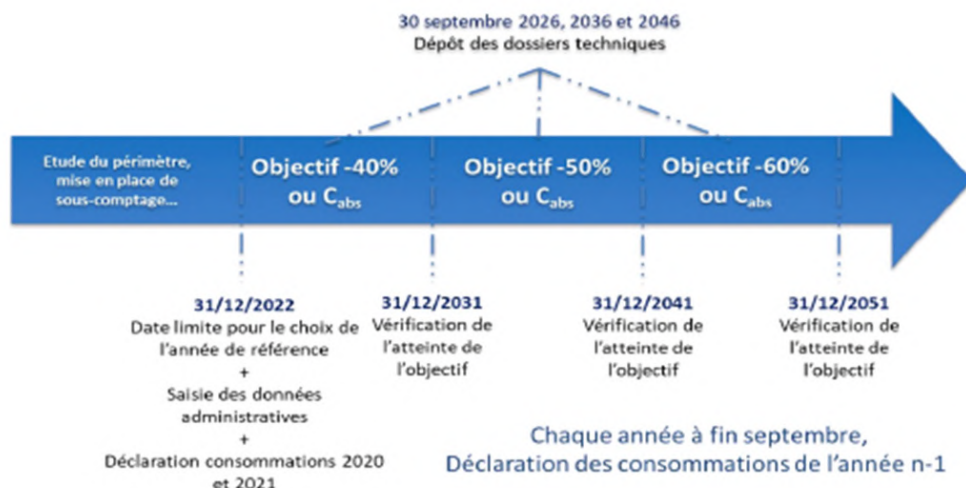 30 septembre 2026, 2036 et 2046
Dépôt des dossiers techniques
Etude du périmètre,
mise en place de
sous-comptage...
Objectif -40%
ou Cabs
Objectif -50%
ou Cabs
Objectif -60%
ou Cabs
31/12/2022
Date limite pour le choix de
l'année de référence
+
Saisie des données
administratives
+
Déclaration consommations 2020
et 2021
31/12/2031
Vérification de
l'atteinte de
l'objectif
31/12/2041
Vérification de
l'atteinte de
l'objectif
31/12/2051
Vérification de
l'atteinte de
l'objectif
Chaque année à fin septembre,
Déclaration des consommations de l'année n-1